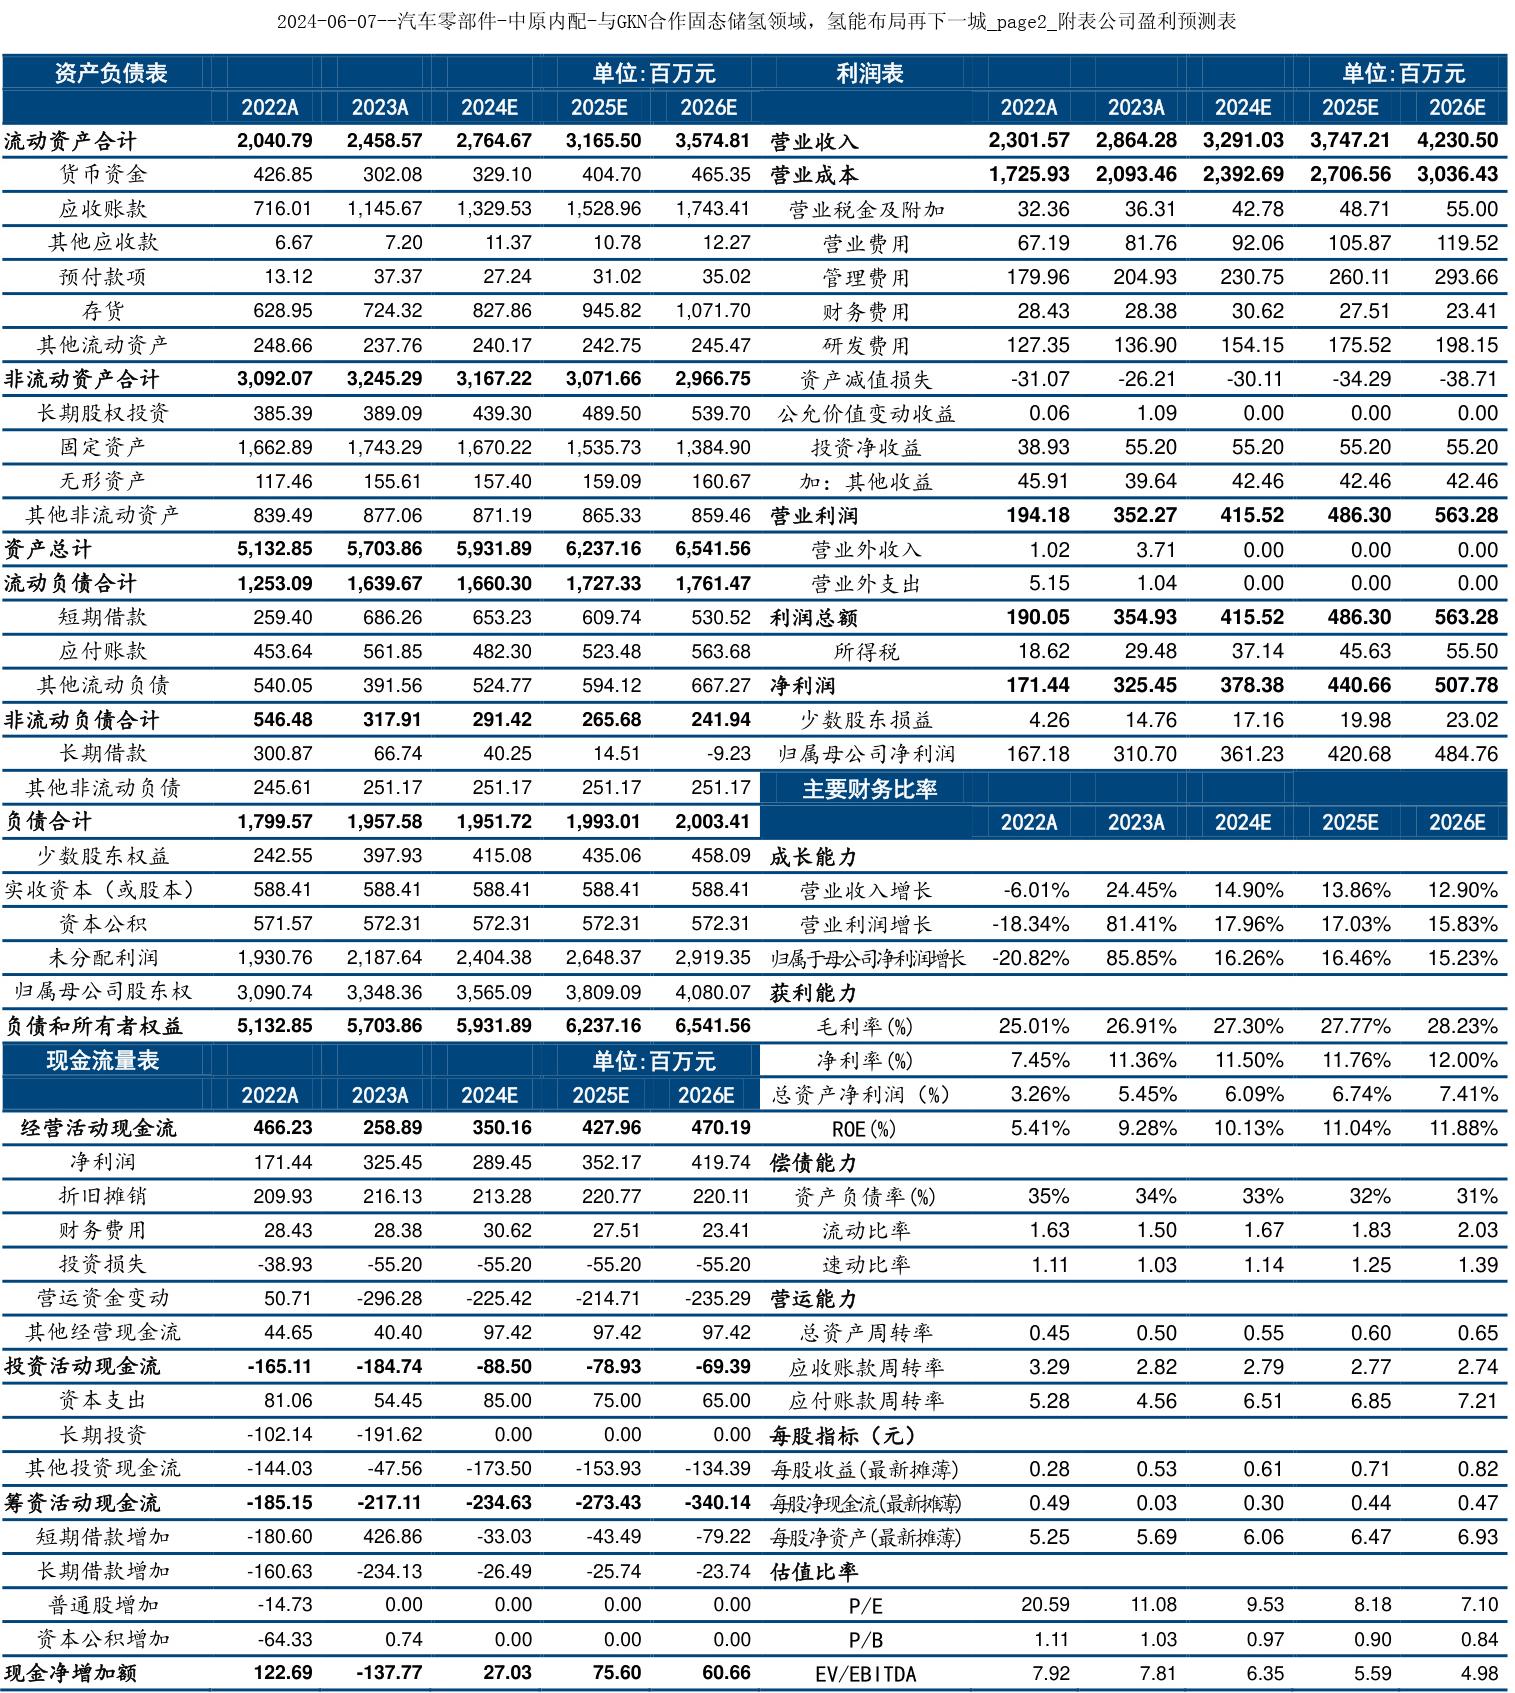 2024-06-07--汽车零部件-中原内配-与GKN合作固态储氢领域，氢能布局再下一城_page2_附表公司盈利预测表
资产负债表 单位:百万元 利润表 单位:百万元
2022A 2023A 2024E 2025E 2026E 2022A 2023A 2024E 2025E 2026E
流动资产合计 2,040.79 2,458.57 2,764.67 3,165.50 3,574.81 营业收入 2,301.57 2,864.28 3,291.03 3,747.21 4,230.50
货币资金 426.85 302.08 329.10 404.70 465.35 营业成本 1,725.93 2,093.46 2,392.69 2,706.56 3,036.43
应收账款 716.01 1,145.67 1,329.53 1,528.96 1,743.41 营业税金及附加 32.36 36.31 42.78 48.71 55.00
其他应收款 6.67 7.20 11.37 10.78 12.27 营业费用 67.19 81.76 92.06 105.87 119.52
预付款项 13.12 37.37 27.24 31.02 35.02 管理费用 179.96 204.93 230.75 260.11 293.66
存货 628.95 724.32 827.86 945.82 1,071.70 财务费用 28.43 28.38 30.62 27.51 23.41
其他流动资产 248.66 237.76 240.17 242.75 245.47 研发费用 127.35 136.90 154.15 175.52 198.15
非流动资产合计 3,092.07 3,245.29 3,167.22 3,071.66 2,966.75 资产减值损失 -31.07 -26.21 -30.11 -34.29 -38.71
长期股权投资 385.39 389.09 439.30 489.50 539.70 公允价值变动收益 0.06 1.09 0.00 0.00 0.00
固定资产 1,662.89 1,743.29 1,670.22 1,535.73 1,384.90 投资净收益 38.93 55.20 55.20 55.20 55.20
无形资产 117.46 155.61 157.40 159.09 160.67 加：其他收益 45.91 39.64 42.46 42.46 42.46
其他非流动资产 839.49 877.06 871.19 865.33 859.46 营业利润 194.18 352.27 415.52 486.30 563.28
资产总计 5,132.85 5,703.86 5,931.89 6,237.16 6,541.56 营业外收入 1.02 3.71 0.00 0.00 0.00
流动负债合计 1,253.09 1,639.67 1,660.30 1,727.33 1,761.47 营业外支出 5.15 1.04 0.00 0.00 0.00
短期借款 259.40 686.26 653.23 609.74 530.52 利润总额 190.05 354.93 415.52 486.30 563.28
应付账款 453.64 561.85 482.30 523.48 563.68 所得税 18.62 29.48 37.14 45.63 55.50
其他流动负债 540.05 391.56 524.77 594.12 667.27 净利润 171.44 325.45 378.38 440.66 507.78
非流动负债合计 546.48 317.91 291.42 265.68 241.94 少数股东损益 4.26 14.76 17.16 19.98 23.02
长期借款 300.87 66.74 40.25 14.51 -9.23 归属母公司净利润 167.18 310.70 361.23 420.68 484.76
其他非流动负债 245.61 251.17 251.17 251.17 251.17 主要财务比率
负债合计 1,799.57 1,957.58 1,951.72 1,993.01 2,003.41 2022A 2023A 2024E 2025E 2026E
少数股东权益 242.55 397.93 415.08 435.06 458.09 成长能力
实收资本（或股本） 588.41 588.41 588.41 588.41 588.41 营业收入增长 -6.01% 24.45% 14.90% 13.86% 12.90%
资本公积 571.57 572.31 572.31 572.31 572.31 营业利润增长 -18.34% 81.41% 17.96% 17.03% 15.83%
未分配利润 1,930.76 2,187.64 2,404.38 2,648.37 2,919.35 归属于母公司净利润增长 -20.82% 85.85% 16.26% 16.46% 15.23%
归属母公司股东权 3,090.74 3,348.36 3,565.09 3,809.09 4,080.07 获利能力
负债和所有者权益 5,132.85 5,703.86 5,931.89 6,237.16 6,541.56 毛利率(%) 25.01% 26.91% 27.30% 27.77% 28.23%
现金流量表 单位:百万元 净利率(%) 7.45% 11.36% 11.50% 11.76% 12.00%
2022A 2023A 2024E 2025E 2026E 总资产净利润（%） 3.26% 5.45% 6.09% 6.74% 7.41%
经营活动现金流 466.23 258.89 350.16 427.96 470.19 ROE(%) 5.41% 9.28% 10.13% 11.04% 11.88%
净利润 171.44 325.45 289.45 352.17 419.74 偿债能力
折旧摊销 209.93 216.13 213.28 220.77 220.11 资产负债率(%) 35% 34% 33% 32% 31%
财务费用 28.43 28.38 30.62 27.51 23.41 流动比率 1.63 1.50 1.67 1.83 2.03
投资损失 -38.93 -55.20 -55.20 -55.20 -55.20 速动比率 1.11 1.03 1.14 1.25 1.39
营运资金变动 50.71 -296.28 -225.42 -214.71 -235.29 营运能力
其他经营现金流 44.65 40.40 97.42 97.42 97.42 总资产周转率 0.45 0.50 0.55 0.60 0.65
投资活动现金流 -165.11 -184.74 -88.50 -78.93 -69.39 应收账款周转率 3.29 2.82 2.79 2.77 2.74
资本支出 81.06 54.45 85.00 75.00 65.00 应付账款周转率 5.28 4.56 6.51 6.85 7.21
长期投资 -102.14 -191.62 0.00 0.00 0.00 每股指标（元）
其他投资现金流 -144.03 -47.56 -173.50 -153.93 -134.39 每股收益(最新摊薄) 0.28 0.53 0.61 0.71 0.82
筹资活动现金流 -185.15 -217.11 -234.63 -273.43 -340.14 每股净现金流(最新摊薄) 0.49 0.03 0.30 0.44 0.47
短期借款增加 -180.60 426.86 -33.03 -43.49 -79.22 每股净资产(最新摊薄) 5.25 5.69 6.06 6.47 6.93
长期借款增加 -160.63 -234.13 -26.49 -25.74 -23.74 估值比率
普通股增加 -14.73 0.00 0.00 0.00 0.00 P/E 20.59 11.08 9.53 8.18 7.10
资本公积增加 -64.33 0.74 0.00 0.00 0.00 P/B 1.11 1.03 0.97 0.90 0.84
现金净增加额 122.69 -137.77 27.03 75.60 60.66 EV/EBITDA 7.92 7.81 6.35 5.59 4.98